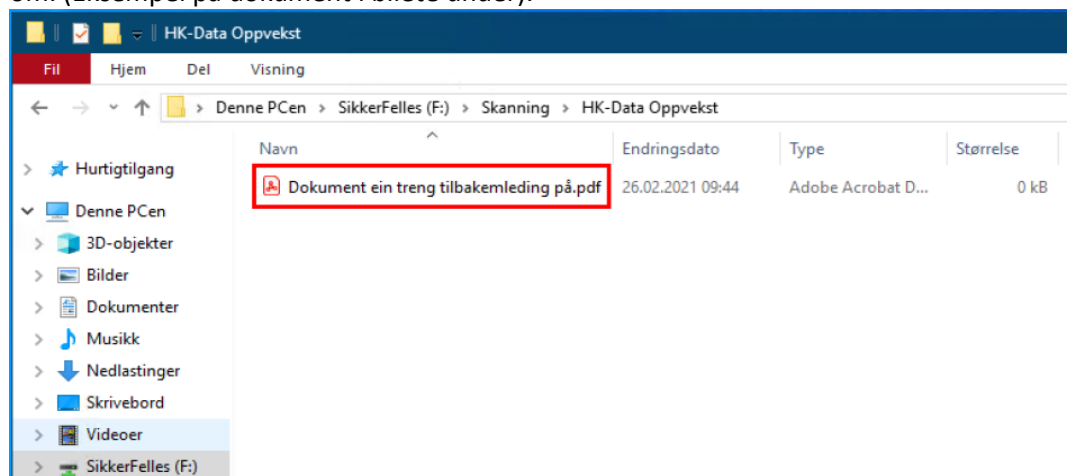 HK-Data Oppvekst
Fil Hjem Del Visning
Denne PCen > SikkerFelles (F:) > Skanning > HK-Data Oppvekst
Navn Endringsdato Type Størrelse
Hurtigtilgang
Dokument ein treng tilbakemleding på.pdf 26.02.2021 09:44 Adobe Acrobat D... 0 kB
Denne PCen
3D-objekter
Bilder
Dokumenter
Musikk
Nedlastinger
Skrivebord
Videoer
SikkerFelles (F:)